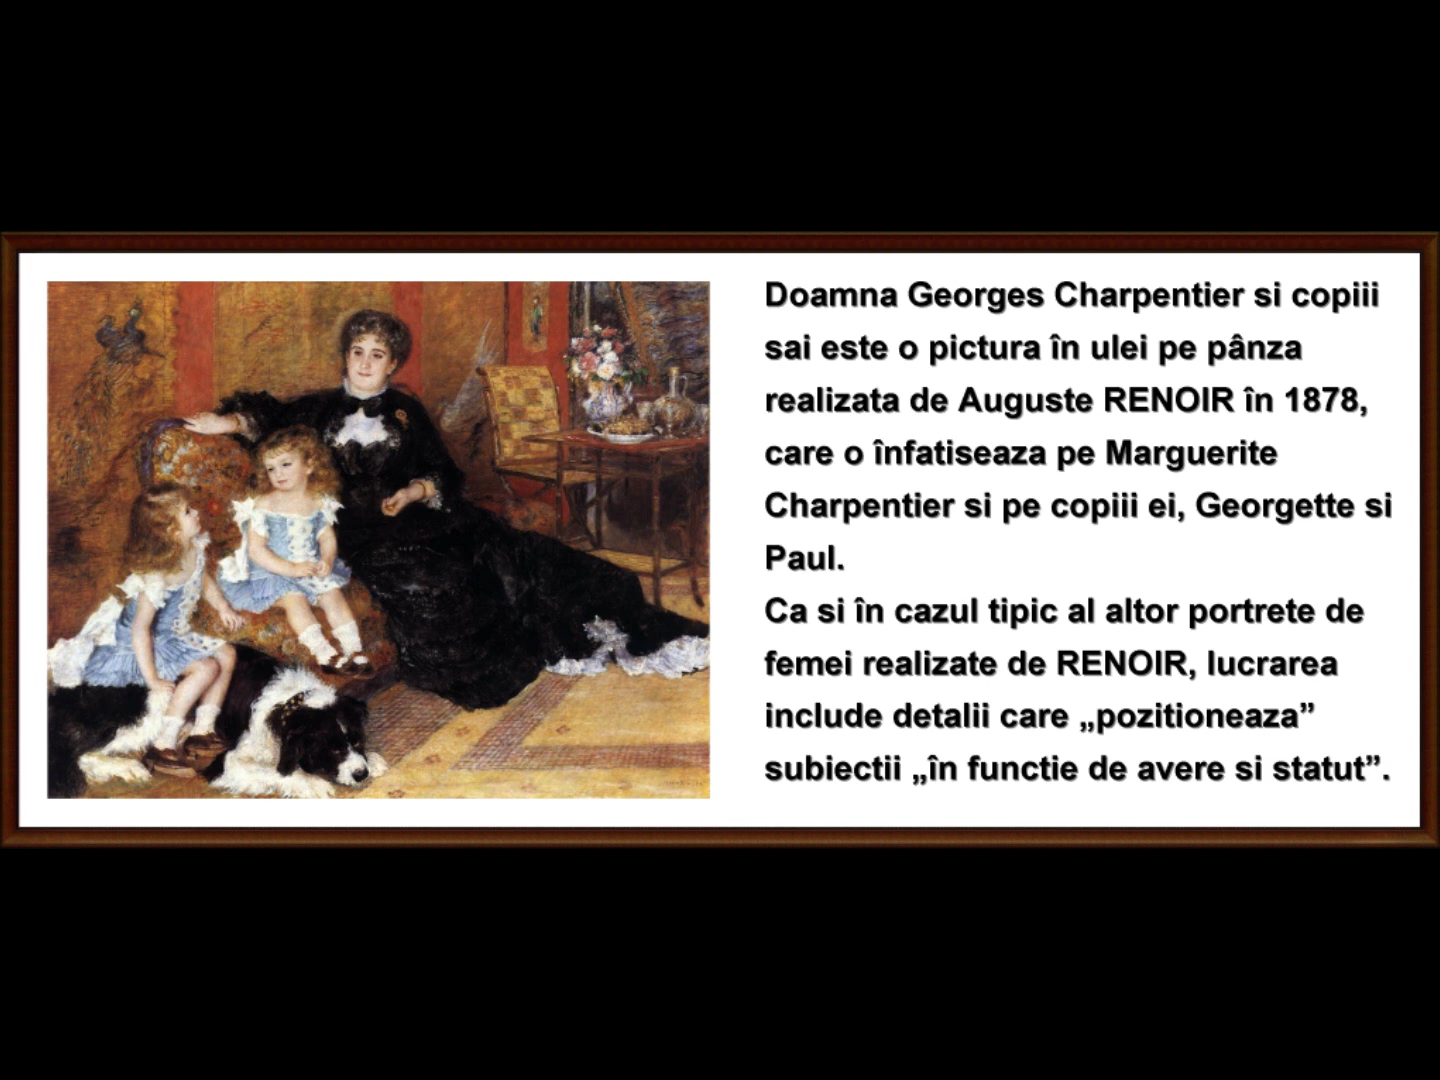 Doamna Georges Charpentier si copiii
sai este o pictura în ulei pe pânza
realizata de Auguste RENOIR în 1878,
care o înfatiseaza pe Marguerite
Charpentier si pe copiii ei, Georgette si
Paul.
Ca si în cazul tipic al altor portrete de
femei realizate de RENOIR, lucrarea
include detalii care „pozitioneaza”
subiectii „în functie de avere si statut”.